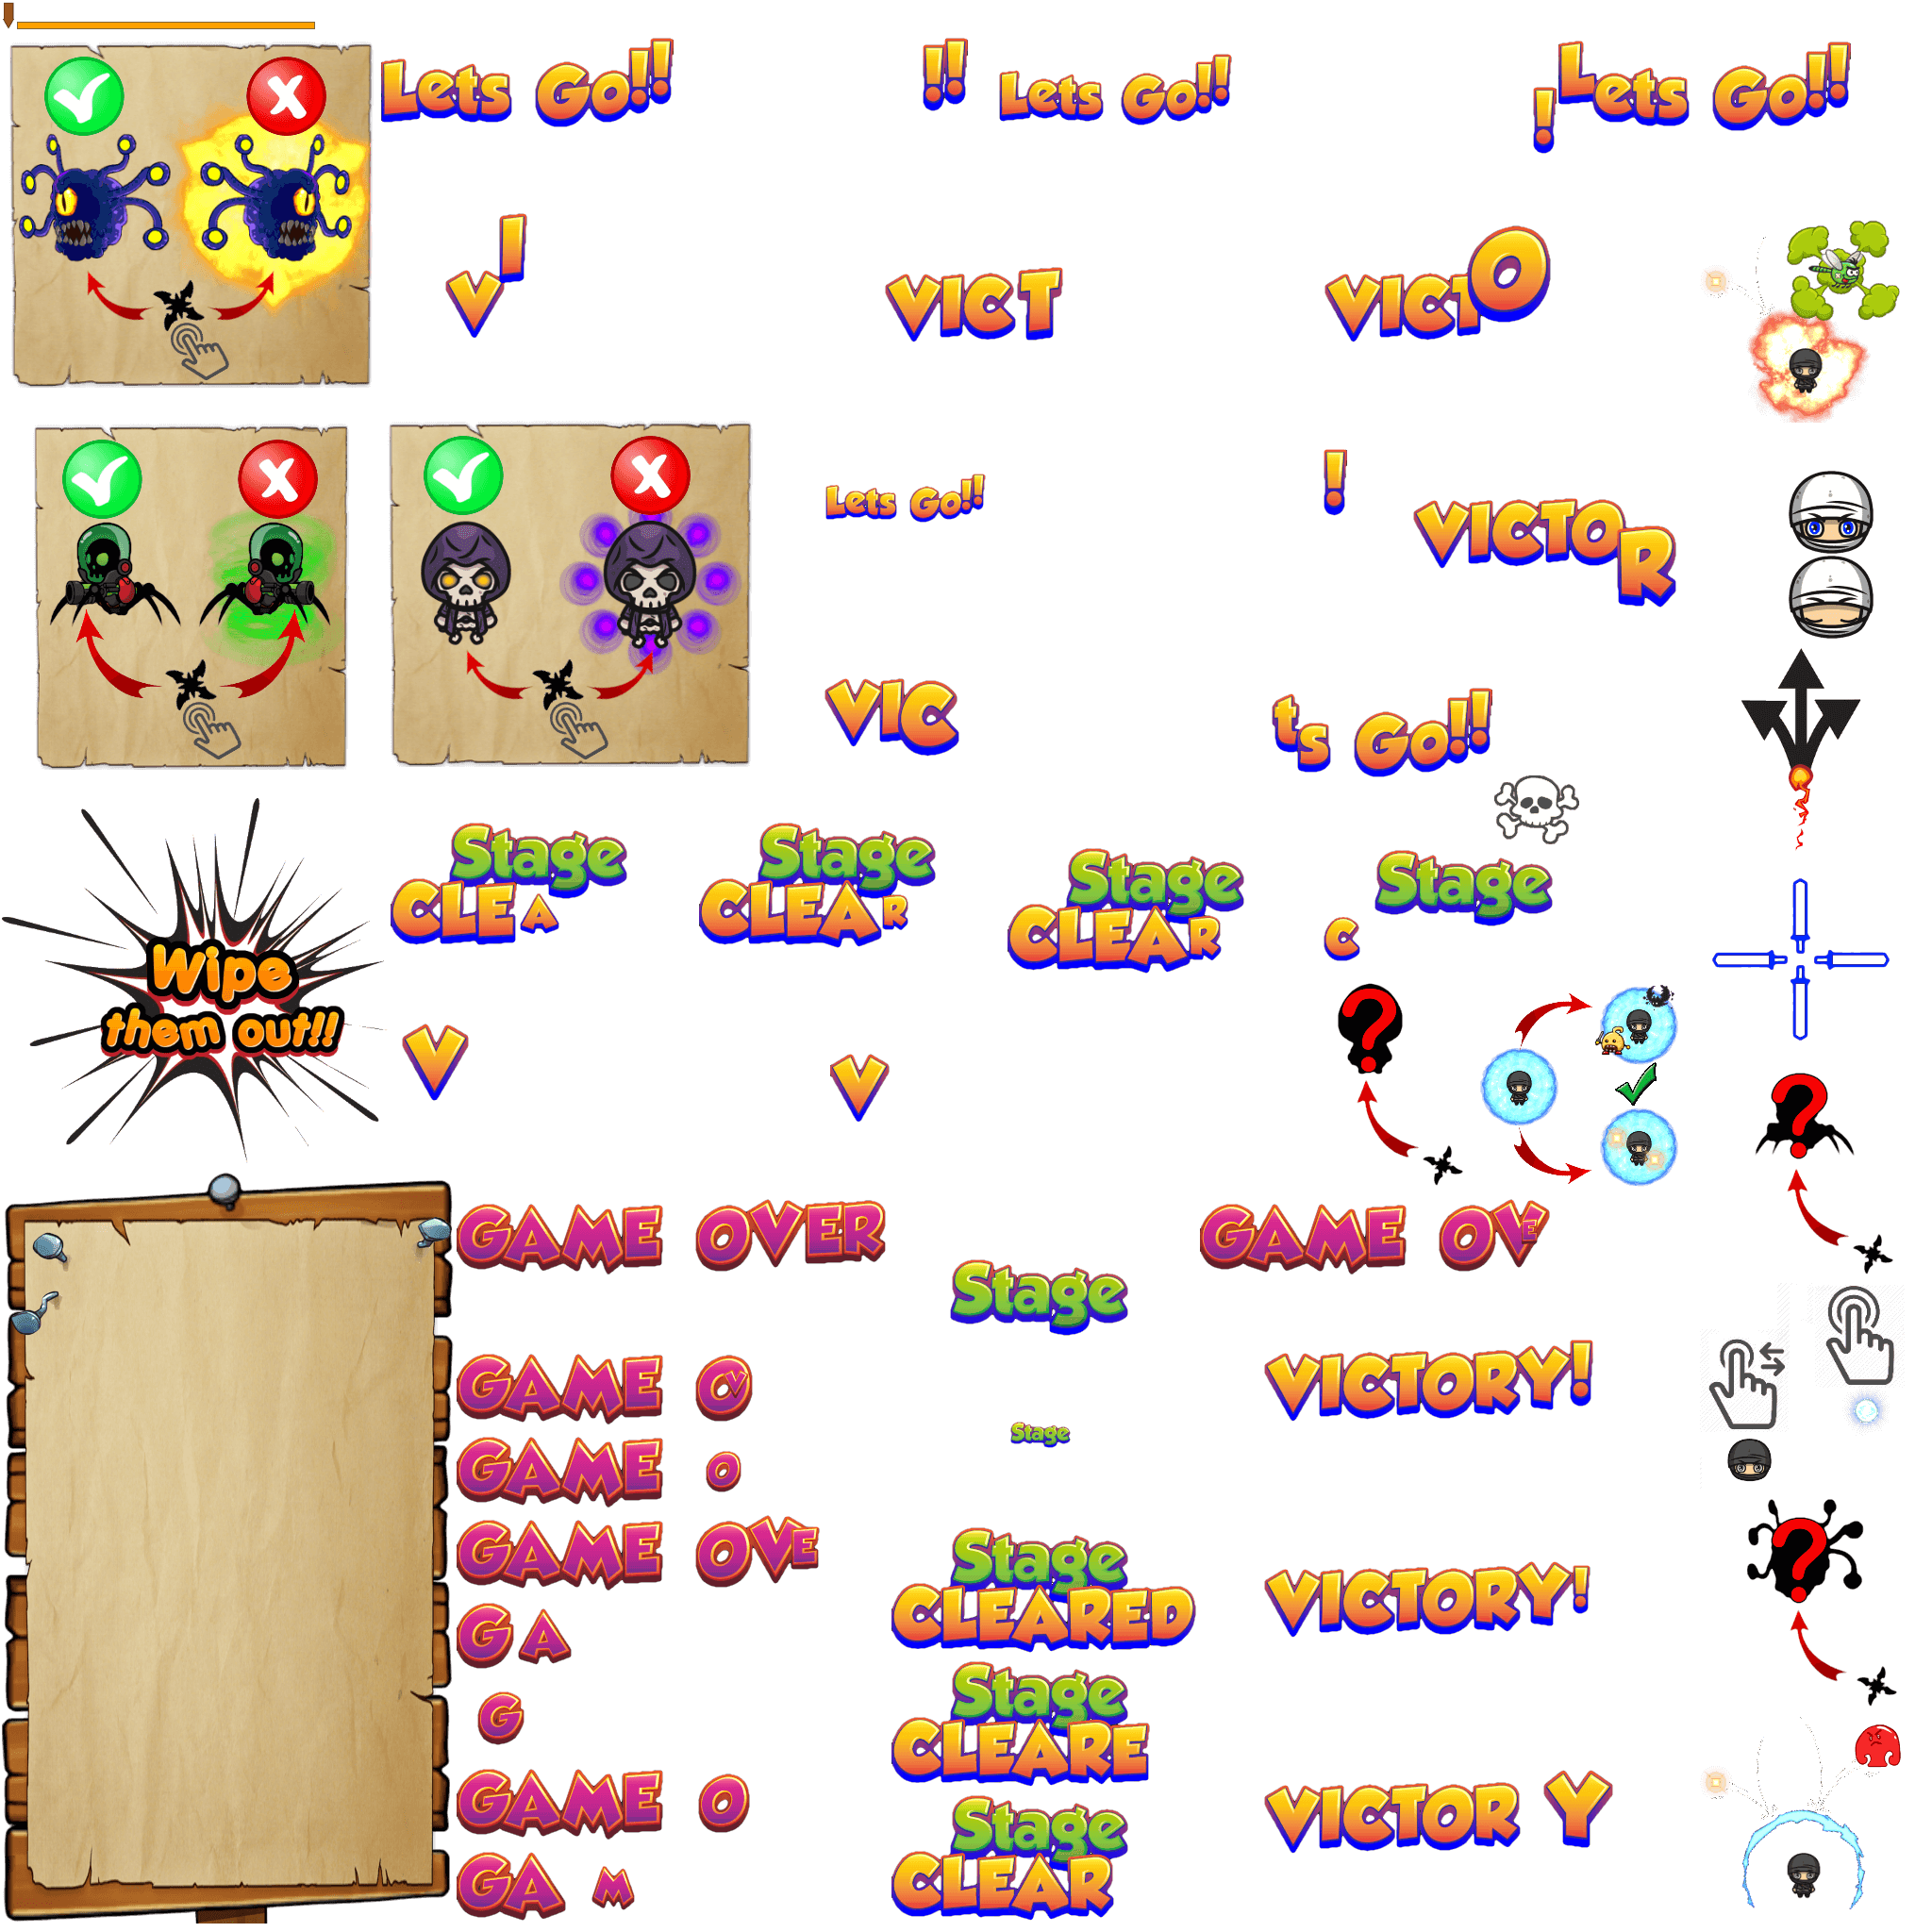 Lets Go!!
!! Lets Go!!
! Lets Go!!
VI
VICT
VICTO
Lets Go!!
!
VICTOR
VIC
ts Go!!
Stage
CLEA
Stage
CLEAR
Stage
CLEAR
Stage
C
Wipe
them out!!
V
V
?
?
GAME OVER
GAME OVE
Stage
GAME OV
VICTORY!
Stage
GAME O
GAME OVE
?
Stage
CLEARED
VICTORY!
GA
Stage
CLEARE
G
GAME O
VICTOR Y
Stage
CLEAR
GA M